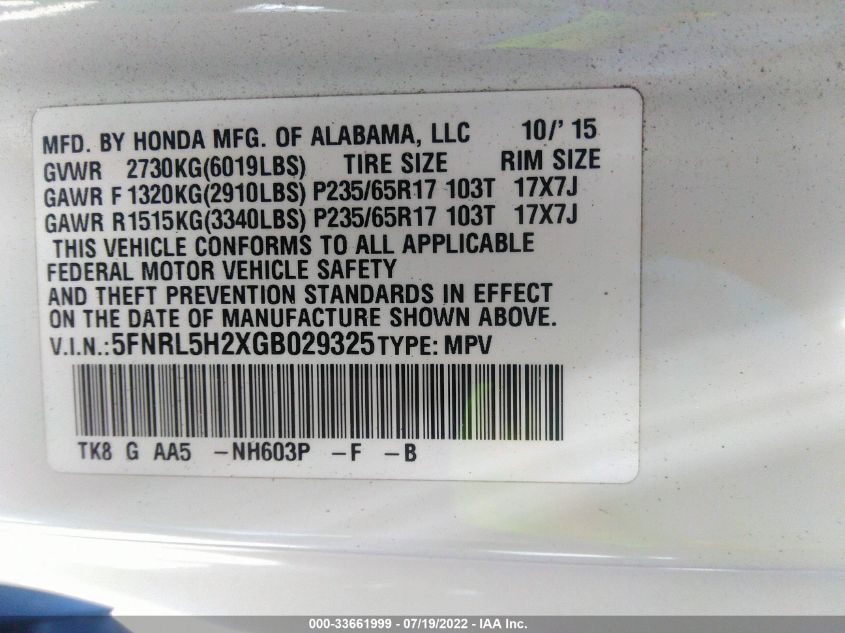 MFD. BY HONDA MFG. OF ALABAMA, LLC 10/'15
GVWR 2730KG(6019LBS) TIRE SIZE RIM SIZE
GAWR F 1320KG(2910LBS) P235/65R17 103T 17X7J
GAWR R1515KG(3340LBS) P235/65R17 103T 17X7J
THIS VEHICLE CONFORMS TO ALL APPLICABLE
FEDERAL MOTOR VEHICLE SAFETY
AND THEFT PREVENTION STANDARDS IN EFFECT
ON THE DATE OF MANUFACTURE SHOWN ABOVE.
V.I.N.:5FNRL5H2XGB029325 TYPE: MPV
TK8 G AA5 -NH603P -F -B
000-33661999 - 07/19/2022 - IAA Inc.